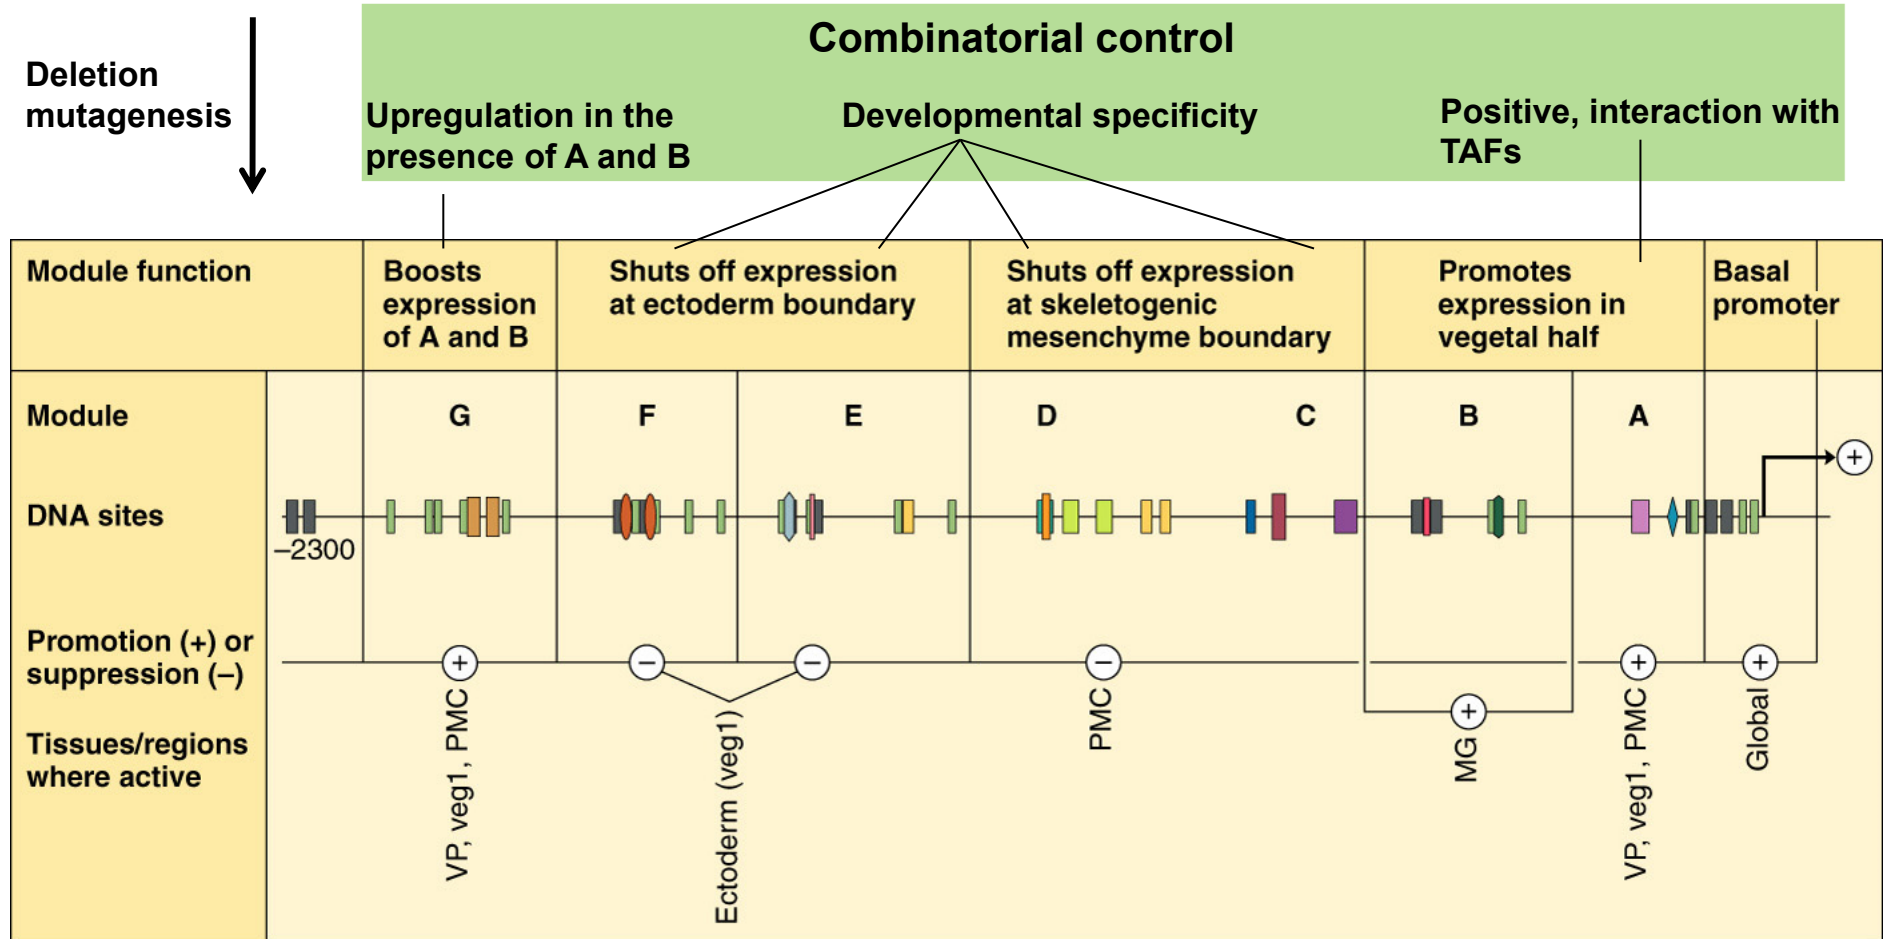 Combinatorial control
Deletion
mutagenesis
Upregulation in the
presence of A and B
Developmental specificity
Positive, interaction with
TAFs
Module function
Boosts
expression
of A and B
Shuts off expression
at ectoderm boundary
Shuts off expression
at skeletogenic
mesenchyme boundary
Promotes
expression in
vegetal half
Basal
promoter
Module
G
F
E
D
C
B
A
+
DNA sites
–2300
Promotion (+) or
suppression (–)
+
–
–
–
+
+
+
Tissues/regions
where active
VP, veg1, PMC
Ectoderm (veg1)
PMC
MG
VP, veg1, PMC
Global